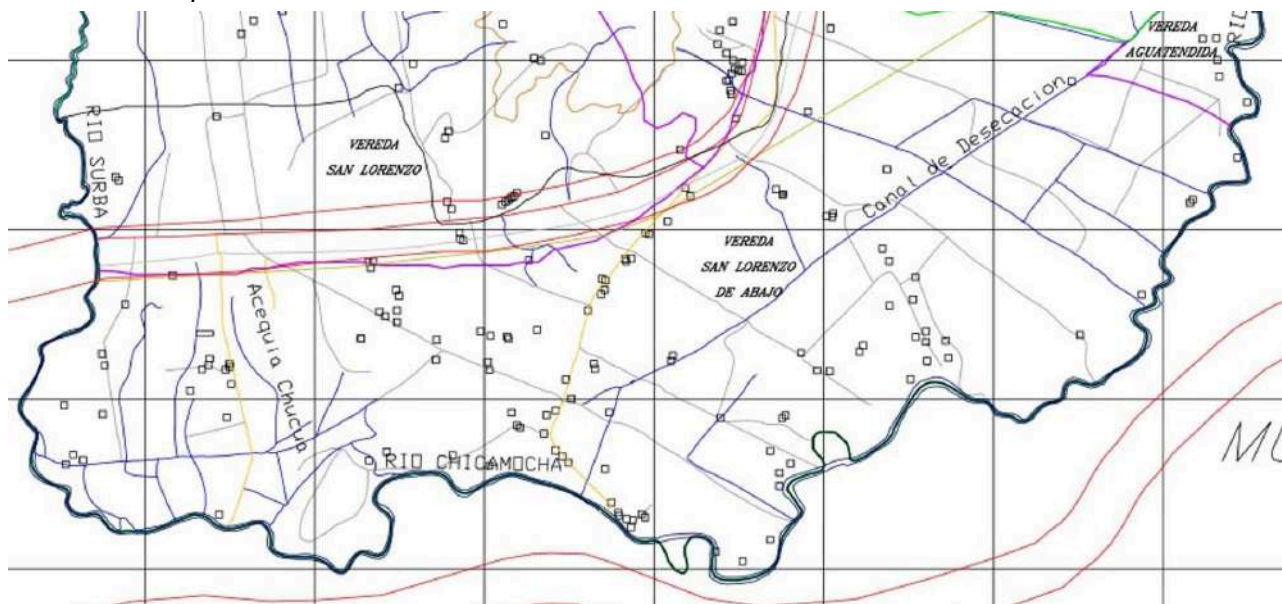 VEREDA
AGUATENDIDA
RIO SURBA
VEREDA
SAN LORENZO
Canal de Desecacion
VEREDA
SAN LORENZO
DE ABAJO
Acequia Chucua
RIO CHICAMOCHA